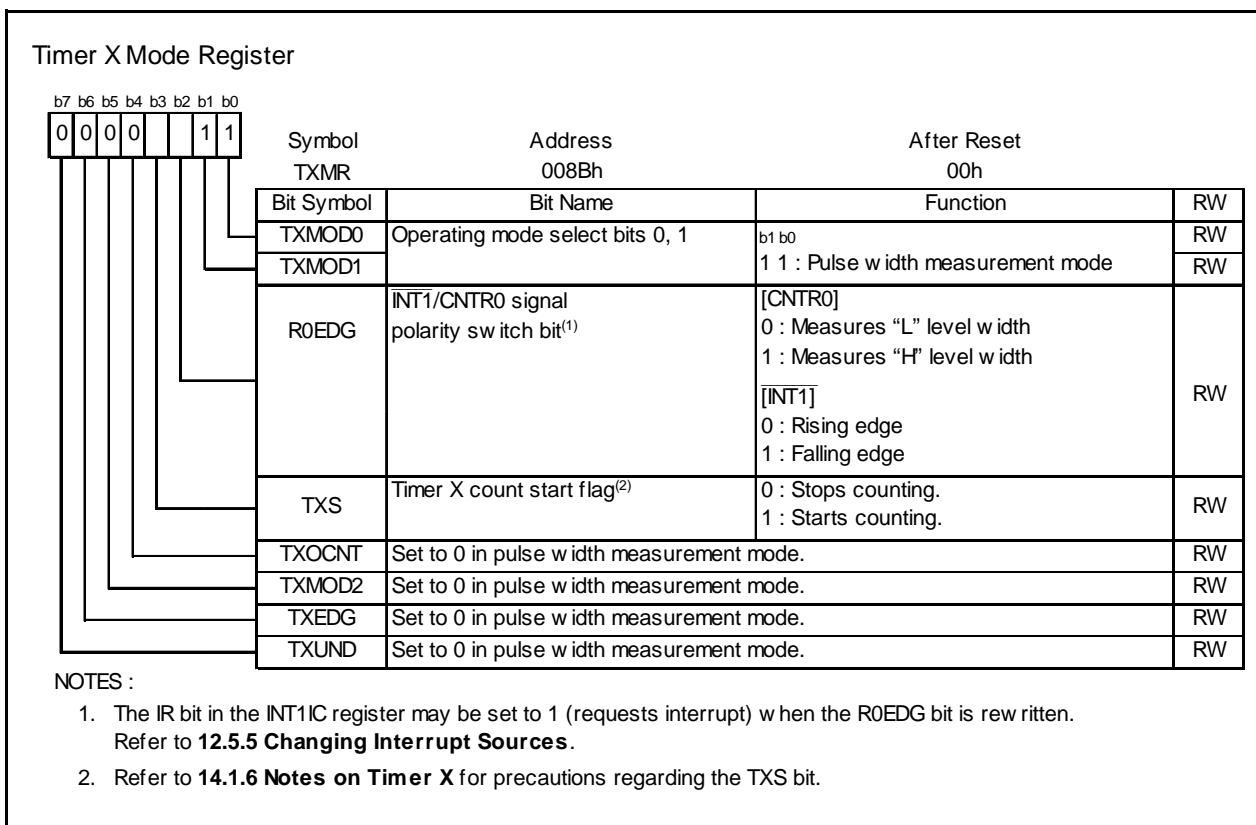 Timer X Mode Register
b7 b6 b5 b4 b3 b2 b1 b0
0 0 0 0 1 1
Symbol Address After Reset
TXMR 008Bh 00h
Bit Symbol Bit Name Function RW
TXMOD0 Operating mode select bits 0, 1 b1 b0 RW
TXMOD1 1 1 : Pulse width measurement mode RW
R0EDG INT1/CNTR0 signal
polarity switch bit(1)
[CNTR0]
0 : Measures “L” level width
1 : Measures “H” level width
[INT1]
0 : Rising edge
1 : Falling edge
RW
TXS Timer X count start flag(2) 0 : Stops counting.
1 : Starts counting.
RW
TXOCNT Set to 0 in pulse width measurement mode. RW
TXMOD2 Set to 0 in pulse width measurement mode. RW
TXEDG Set to 0 in pulse width measurement mode. RW
TXUND Set to 0 in pulse width measurement mode. RW
NOTES :
1. The IR bit in the INT1IC register may be set to 1 (requests interrupt) when the R0EDG bit is rewritten.
Refer to 12.5.5 Changing Interrupt Sources.
2. Refer to 14.1.6 Notes on Timer X for precautions regarding the TXS bit.